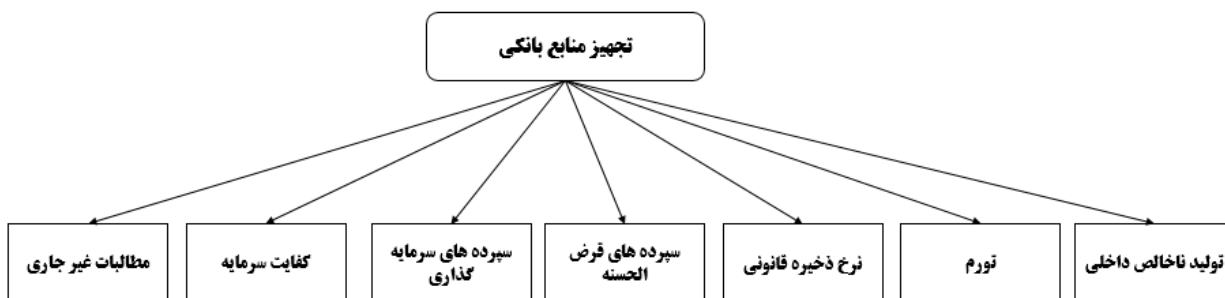 تجهیز منابع بانکی
تولید ناخالص داخلی
تورم
نرخ ذخیره قانونی
سپرده های قرض
الحسنه
سپرده های سرمایه
گذاری
کفایت سرمایه
مطالبات غیر جاری